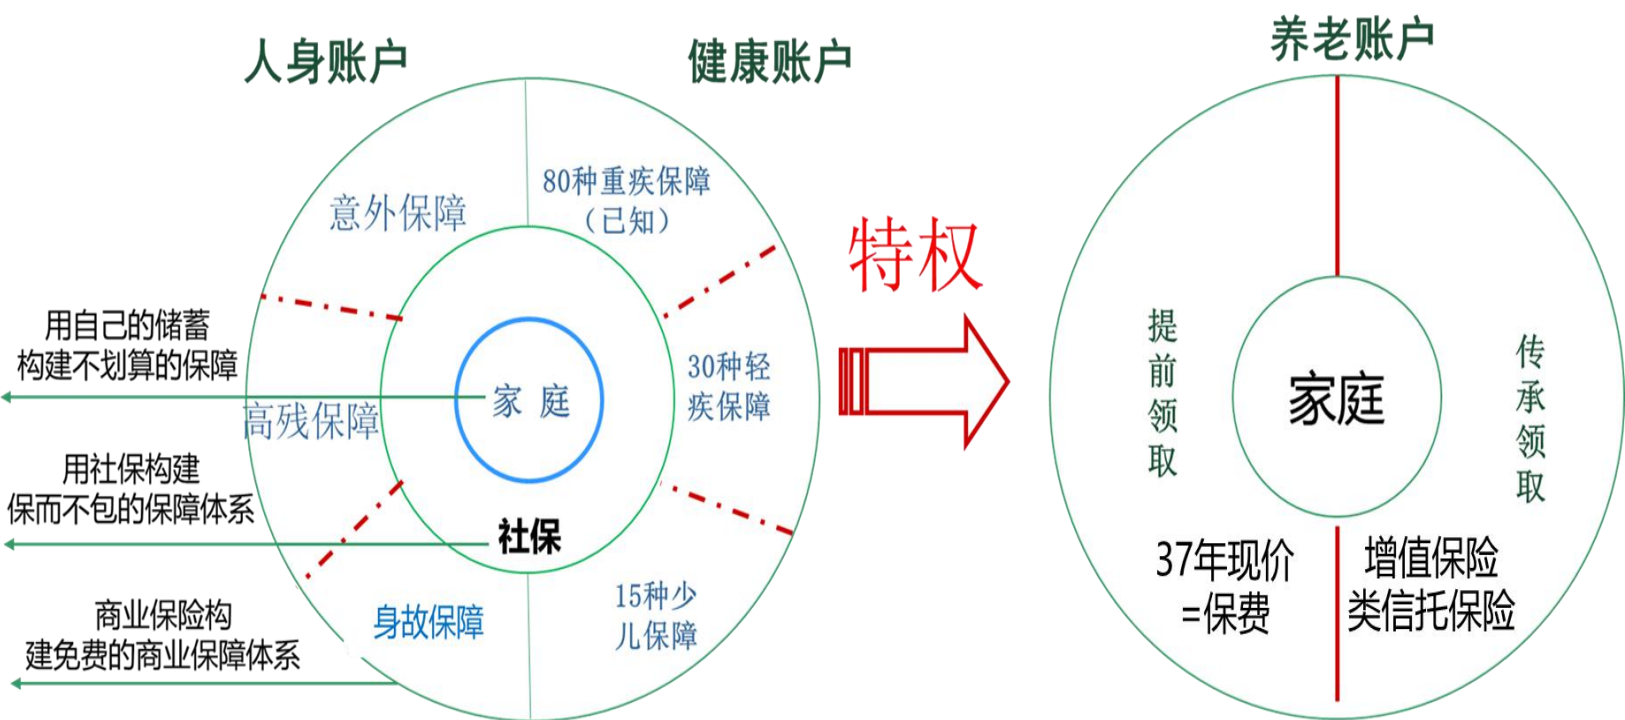 人身账户
健康账户
养老账户
意外保障
80种重疾保障
（已知）
特权
用自己的储蓄
构建不划算的保障
高残保障
家 庭
30种轻
疾保障
提前领取
家庭
传承领取
用社保构建
保而不包的保障体系
社保
商业保险构
建免费的商业保障体系
身故保障
15种少
儿保障
37年现价
=保费
增值保险
类信托保险